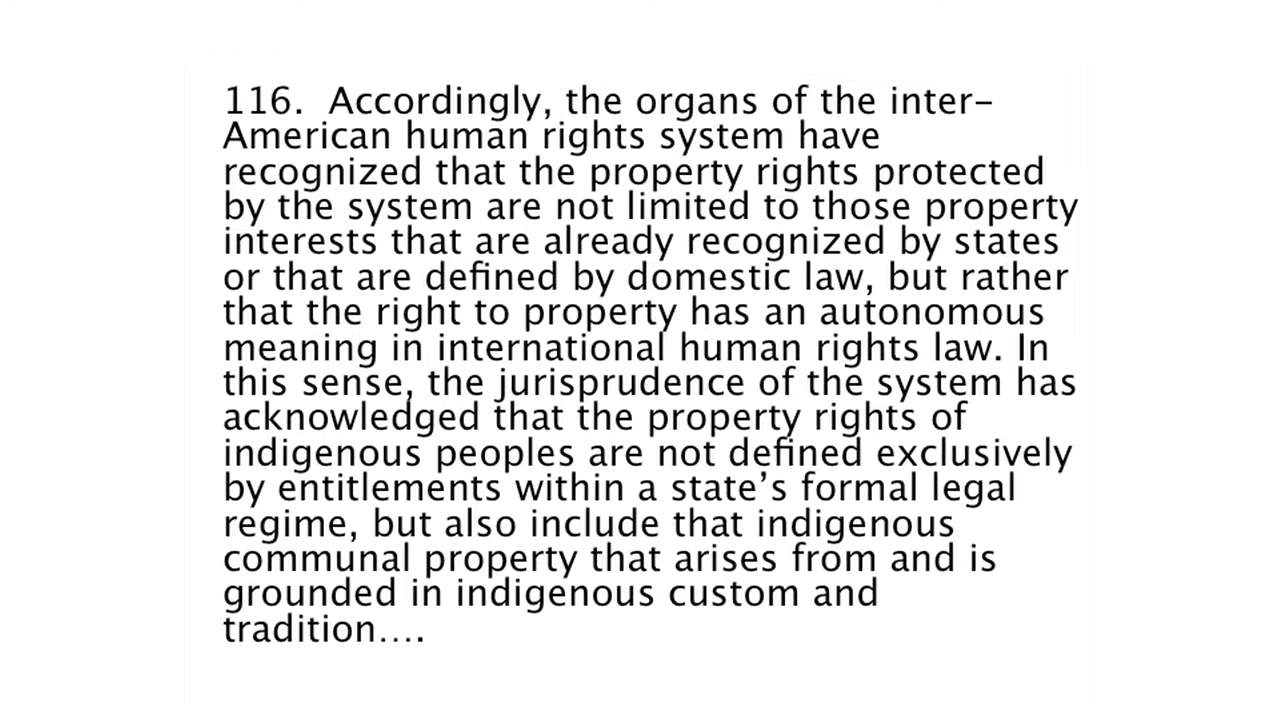 116.  Accordingly, the organs of the inter-
American human rights system have
recognized that the property rights protected
by the system are not limited to those property
interests that are already recognized by states
or that are defined by domestic law, but rather
that the right to property has an autonomous
meaning in international human rights law. In
this sense, the jurisprudence of the system has
acknowledged that the property rights of
indigenous peoples are not defined exclusively
by entitlements within a state’s formal legal
regime, but also include that indigenous
communal property that arises from and is
grounded in indigenous custom and
tradition….